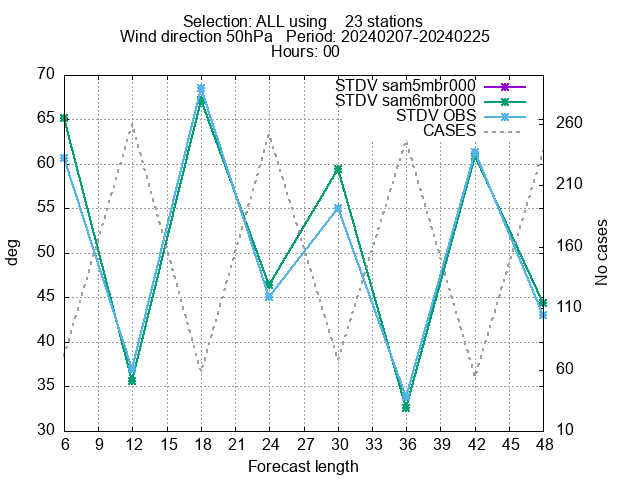 Selection: ALL using    23 stations
Wind direction 50hPa   Period: 20240207-20240225
Hours: 00
STDV sam5mbr000
STDV sam6mbr000
STDV OBS
CASES
deg
70
65
60
55
50
45
40
35
30
260
210
160
110
60
10
No cases
6 9 12 15 18 21 24 27 30 33 36 39 42 45 48
Forecast length